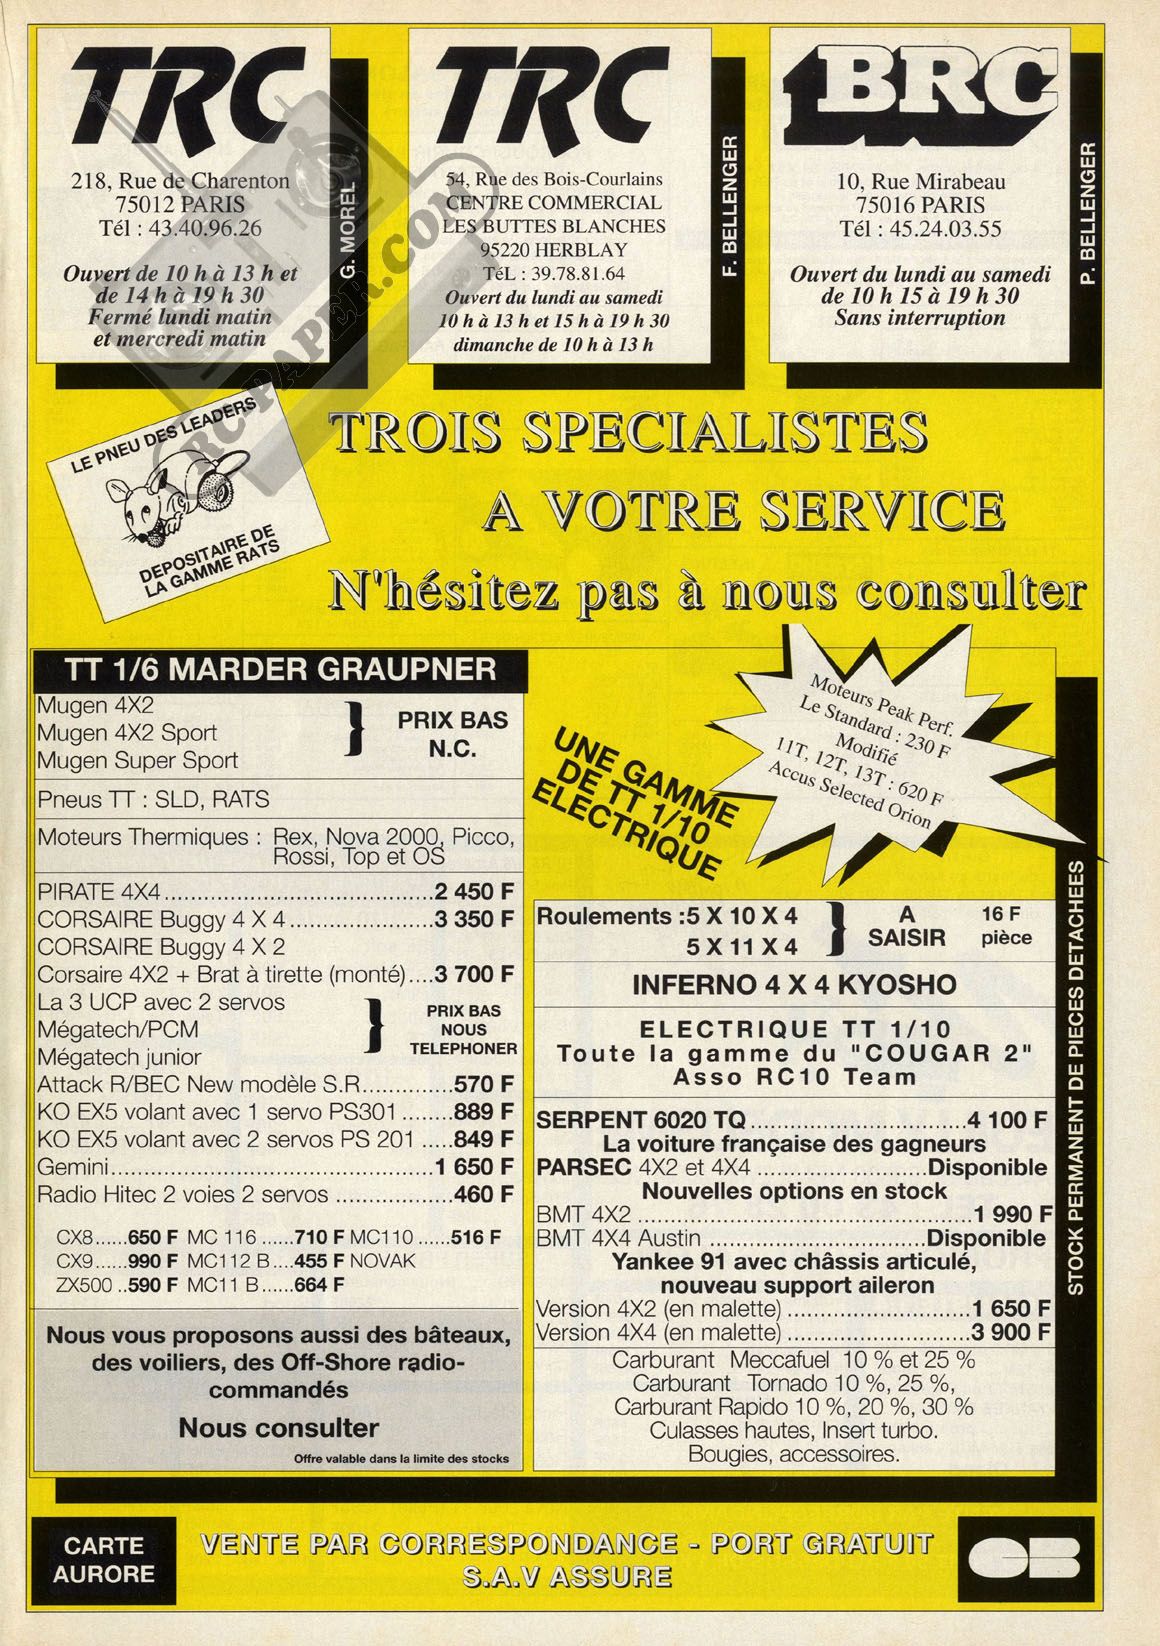 TRC
218, Rue de Charenton
75012 PARIS
Tél : 43.40.96.26
Ouvert de 10 h à 13 h et
de 14 h à 19 h 30
Fermé lundi matin
et mercredi matin
G. MOREL
TRC
54, Rue des Bois-Courlains
CENTRE COMMERCIAL
LES BUTTES BLANCHES
95220 HERBLAY
TéL : 39.78.81.64
Ouvert du lundi au samedi
10 h à 13 h et 15 h à 19 h 30
dimanche de 10 h à 13 h
F. BELLENGER
BRC
10, Rue Mirabeau
75016 PARIS
Tél : 45.24.03.55
Ouvert du lundi au samedi
de 10 h 15 à 19 h 30
Sans interruption
P. BELLENGER
RC-PAPER.COM
LE PNEU DES LEADERS
DEPOSITAIRE DE
LA GAMME RATS
TROIS SPECIALISTES
A VOTRE SERVICE
N'hésitez pas à nous consulter
TT 1/6 MARDER GRAUPNER
Mugen 4X2
Mugen 4X2 Sport
Mugen Super Sport
PRIX BAS
N.C.
Pneus TT : SLD, RATS
Moteurs Thermiques : Rex, Nova 2000, Picco,
Rossi, Top et OS
PIRATE 4X4 2 450 F
CORSAIRE Buggy 4 X 4 3 350 F
CORSAIRE Buggy 4 X 2
Corsaire 4X2 + Brat à tirette (monté) 3 700 F
La 3 UCP avec 2 servos
Mégatech/PCM
Mégatech junior
PRIX BAS
NOUS
TELEPHONER
Attack R/BEC New modèle S.R 570 F
KO EX5 volant avec 1 servo PS301 889 F
KO EX5 volant avec 2 servos PS 201 849 F
Gemini 1 650 F
Radio Hitec 2 voies 2 servos 460 F
CX8......650 F MC 116 ......710 F MC110 ......516 F
CX9......990 F MC112 B....455 F NOVAK
ZX500 ..590 F MC11 B......664 F
Nous vous proposons aussi des bâteaux,
des voiliers, des Off-Shore radio-
commandés
Nous consulter
Offre valable dans la limite des stocks
UNE GAMME
DE TT 1/10
ELECTRIQUE
Moteurs Peak Perf.
Le Standard : 230 F
Modifié
11T, 12T, 13T : 620 F
Accus Selected Orion
Roulements :5 X 10 X 4
5 X 11 X 4
A
SAISIR
16 F
pièce
INFERNO 4 X 4 KYOSHO
ELECTRIQUE TT 1/10
Toute la gamme du "COUGAR 2"
Asso RC10 Team
SERPENT 6020 TQ 4 100 F
La voiture française des gagneurs
PARSEC 4X2 et 4X4 Disponible
Nouvelles options en stock
BMT 4X2 1 990 F
BMT 4X4 Austin Disponible
Yankee 91 avec châssis articulé,
nouveau support aileron
Version 4X2 (en malette) 1 650 F
Version 4X4 (en malette) 3 900 F
Carburant Meccafuel 10 % et 25 %
Carburant Tornado 10 %, 25 %,
Carburant Rapido 10 %, 20 %, 30 %
Culasses hautes, Insert turbo.
Bougies, accessoires.
STOCK PERMANENT DE PIECES DETACHEES
CARTE
AURORE
VENTE PAR CORRESPONDANCE - PORT GRATUIT
S.A.V ASSURE
CB